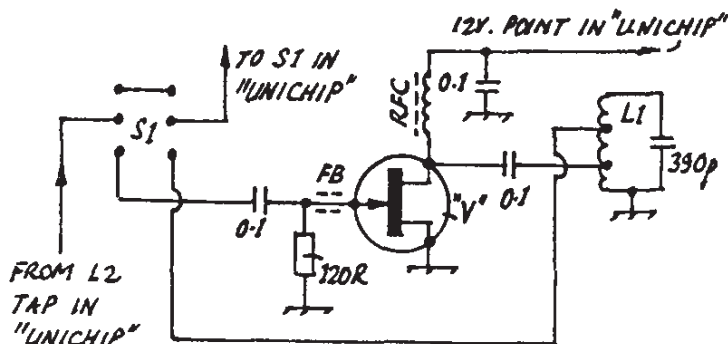 12V. POINT IN "UNICHIP"
TO S1 IN
"UNICHIP"
S1
RFC
0.1
L1
390p
FB
"V"
0.1
0.1
120R
FROM L2
TAP IN
"UNICHIP"